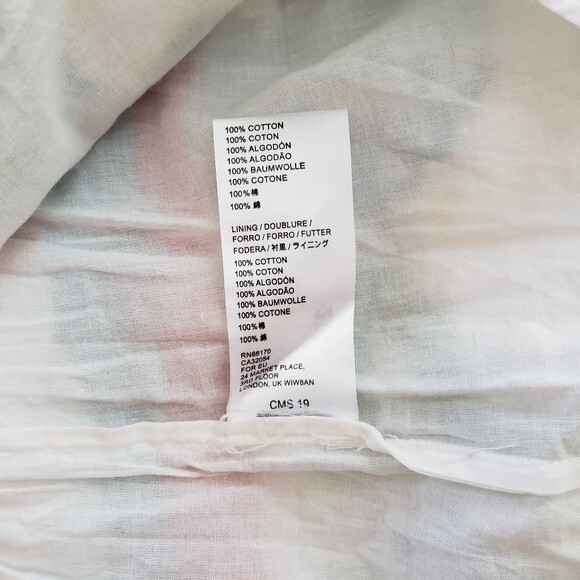 100% COTTON
100% COTON
100% ALGODÓN
100% ALGODÃO
100% BAUMWOLLE
100% COTONE
100% 棉
100% 綿
LINING / DOUBLURE /
FORRO / FORRO / FUTTER
FODERA / 衬里 / ライニング
100% COTTON
100% COTON
100% ALGODÓN
100% ALGODÃO
100% BAUMWOLLE
100% COTONE
100% 棉
100% 綿
RN66170
CA32054
FOR EU
24 MARKET PLACE,
3RD FLOOR
LONDON, UK WIW8AN
CMS 19